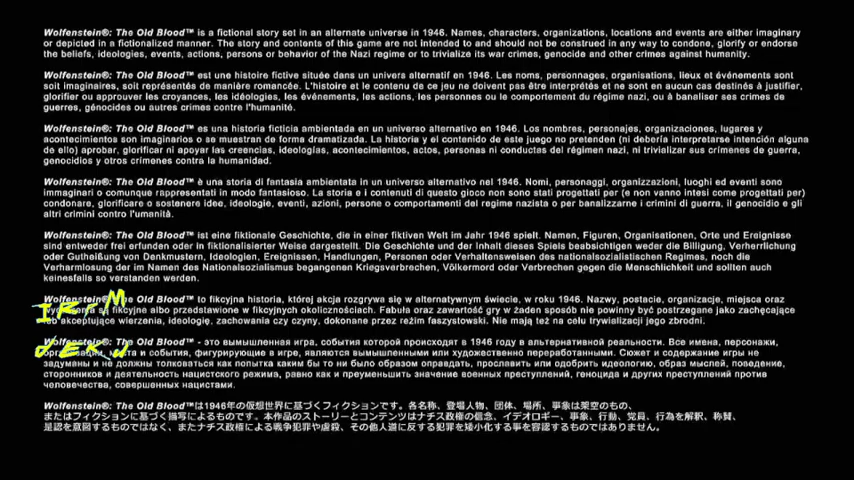 Wolfenstein®: The Old Blood™ is a fictional story set in an alternate universe in 1946. Names, characters, organizations, locations and events are either imaginary
or depicted in a fictionalized manner. The story and contents of this game are not intended to and should not be construed in any way to condone, glorify or endorse
the beliefs, ideologies, events, actions, persons or behavior of the Nazi regime or to trivialize its war crimes, genocide and other crimes against humanity.
Wolfenstein®: The Old Blood™ est une histoire fictive située dans un univers alternatif en 1946. Les noms, personnages, organisations, lieux et événements sont
soit imaginaires, soit représentés de manière romancée. L'histoire et le contenu de ce jeu ne doivent pas être interprétés et ne sont en aucun cas destinés à justifier,
glorifier ou approuver les croyances, les idéologies, les événements, les actions, les personnes ou le comportement du régime nazi, ou à banaliser ses crimes de
guerres, génocides ou autres crimes contre l'humanité.
Wolfenstein®: The Old Blood™ es una historia ficticia ambientada en un universo alternativo en 1946. Los nombres, personajes, organizaciones, lugares y
acontecimientos son imaginarios o se muestran de forma dramatizada. La historia y el contenido de este juego no pretenden (ni debería interpretarse intención alguna
de ello) aprobar, glorificar ni apoyar las creencias, ideologías, acontecimientos, actos, personas ni conductas del régimen nazi, ni trivializar sus crímenes de guerra,
genocidios y otros crímenes contra la humanidad.
Wolfenstein®: The Old Blood™ è una storia di fantasia ambientata in un universo alternativo nel 1946. Nomi, personaggi, organizzazioni, luoghi ed eventi sono
immaginari o comunque rappresentati in modo fantasioso. La storia e i contenuti di questo gioco non sono stati progettati per (e non vanno intesi come progettati per)
condonare, glorificare o sostenere idee, ideologie, eventi, azioni, persone o comportamenti del regime nazista o per banalizzarne i crimini di guerra, il genocidio e gli
altri crimini contro l'umanità.
Wolfenstein®: The Old Blood™ ist eine fiktionale Geschichte, die in einer fiktiven Welt im Jahr 1946 spielt. Namen, Figuren, Organisationen, Orte und Ereignisse
sind entweder frei erfunden oder in fiktionalisierter Weise dargestellt. Die Geschichte und der Inhalt dieses Spiels beabsichtigen weder die Billigung, Verherrlichung
oder Gutheißung von Denkmustern, Ideologien, Ereignissen, Handlungen, Personen oder Verhaltensweisen des nationalsozialistischen Regimes, noch die
Verharmlosung der im Namen des Nationalsozialismus begangenen Kriegsverbrechen, Völkermord oder Verbrechen gegen die Menschlichkeit und sollten auch
keinesfalls so verstanden werden.
Wolfenstein®: The Old Blood™ to fikcyjna historia, której akcja rozgrywa się w alternatywnym świecie, w roku 1946. Nazwy, postacie, organizacje, miejsca oraz
wydarzenia są fikcyjne albo przedstawione w fikcyjnych okolicznościach. Fabuła oraz zawartość gry w żaden sposób nie powinny być postrzegane jako zachęcające
lub akceptujące wierzenia, ideologię, zachowania czy czyny, dokonane przez reżim faszystowski. Nie mają też na celu trywializacji jego zbrodni.
Wolfenstein®: The Old Blood™ - это вымышленная игра, события которой происходят в 1946 году в альтернативной реальности. Все имена, персонажи,
организации, места и события, фигурирующие в игре, являются вымышленными или художественно переработанными. Сюжет и содержание игры не
задуманы и не должны толковаться как попытка каким бы то ни было образом оправдать, прославить или одобрить идеологию, образ мыслей, поведение,
сторонников и деятельность нацистского режима, равно как и преуменьшить значение военных преступлений, геноцида и других преступлений против
человечества, совершенных нацистами.
Wolfenstein®: The Old Blood™は1946年の仮想世界に基づくフィクションです。各名称、登場人物、団体、場所、事象は架空のもの、
またはフィクションに基づく描写によるものです。本作品のストーリーとコンテンツはナチス政権の信念、イデオロギー、事象、行動、党員、行為を解釈、称賛、
是認を意図するものではなく、またナチス政権による戦争犯罪や虐殺、その他人道に反する犯罪を矮小化する事を容認するものではありません。